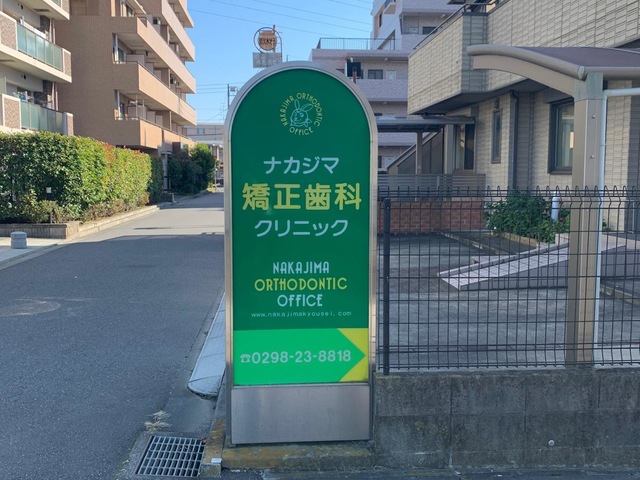 NAKAJIMA ORTHODONTIC
OFFICE
ナカジマ
矯正歯科
クリニック
NAKAJIMA
ORTHODONTIC
OFFICE
www.nakajimakyousei.com
☎0298-23-8818